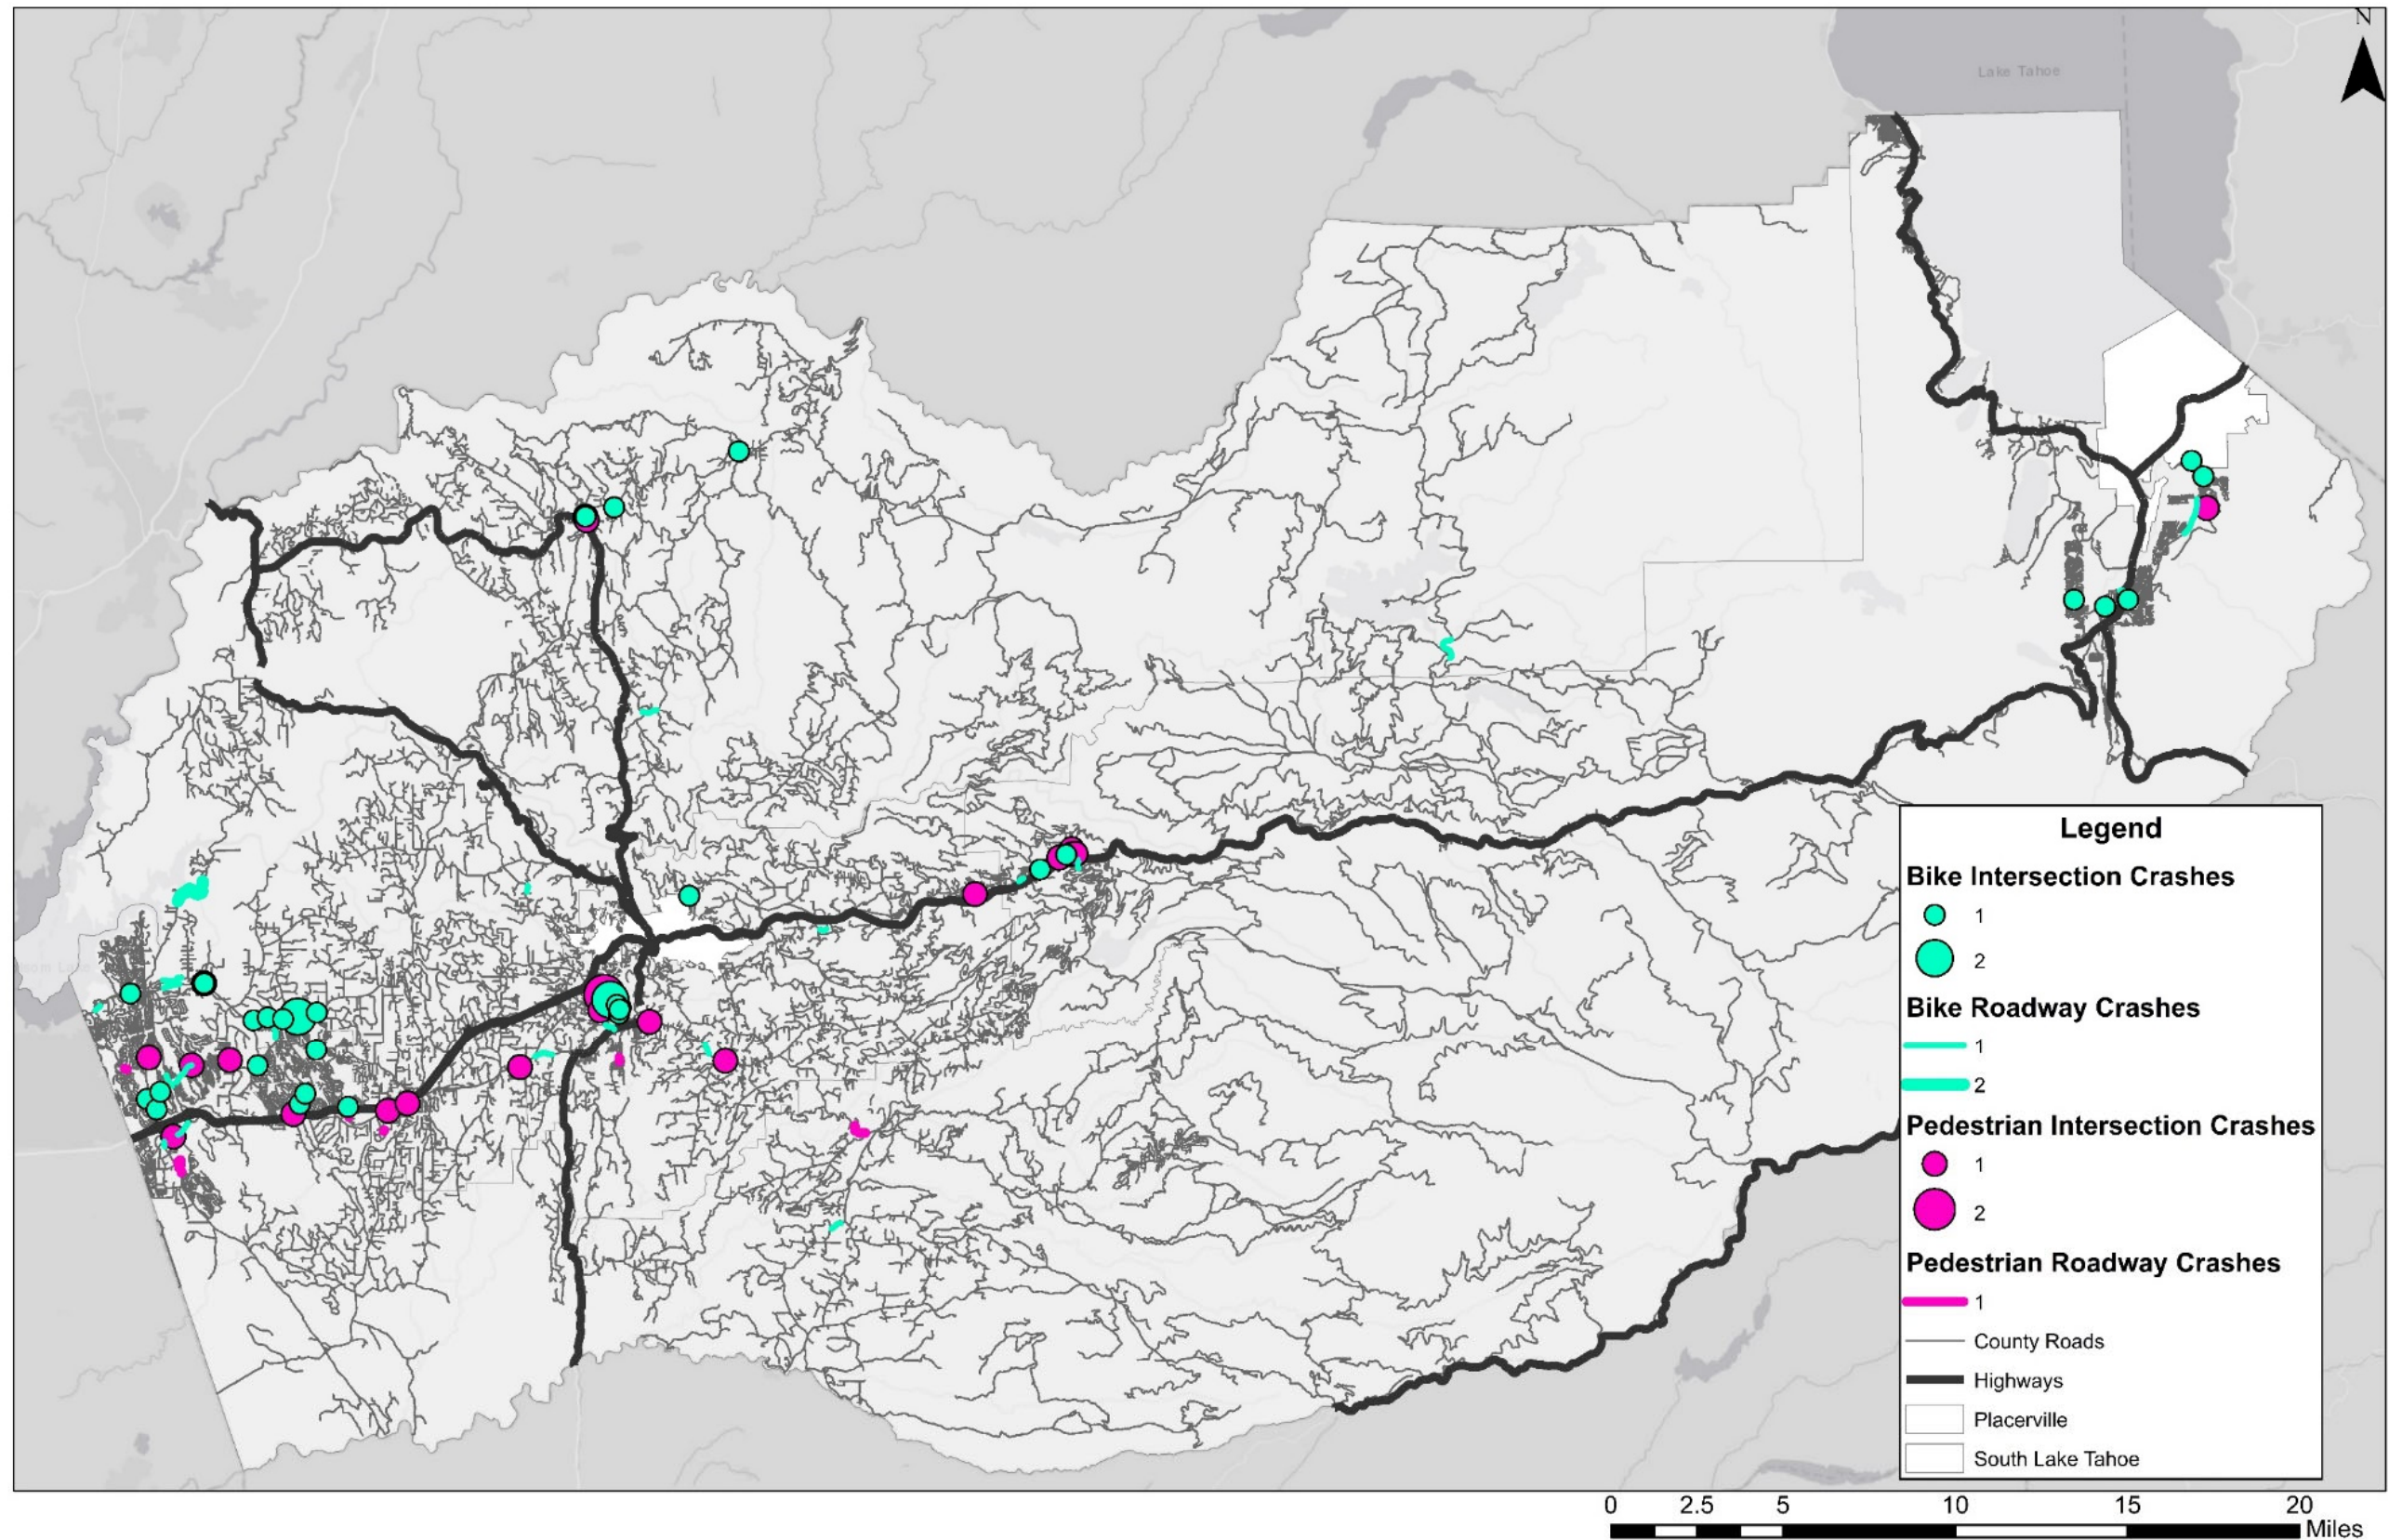 N
Lake Tahoe
Legend
Bike Intersection Crashes
1
2
Bike Roadway Crashes
1
2
Pedestrian Intersection Crashes
1
2
Pedestrian Roadway Crashes
1
County Roads
Highways
Placerville
South Lake Tahoe
0 2.5 5 10 15 20
Miles